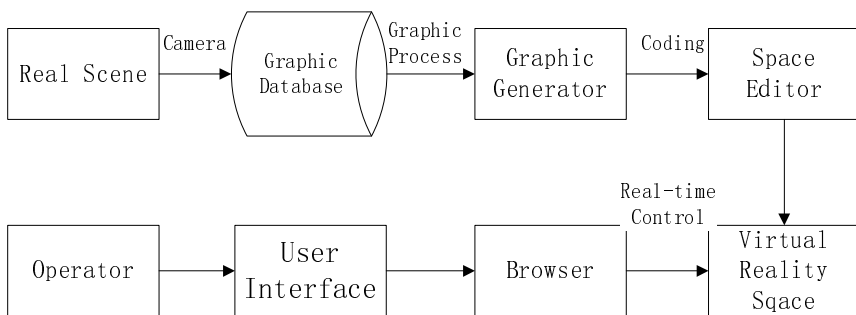 Real Scene
Camera
Graphic
Database
Graphic
Process
Graphic
Generator
Coding
Space
Editor
Operator
User
Interface
Browser
Real-time
Control
Virtual
Reality
Sqace